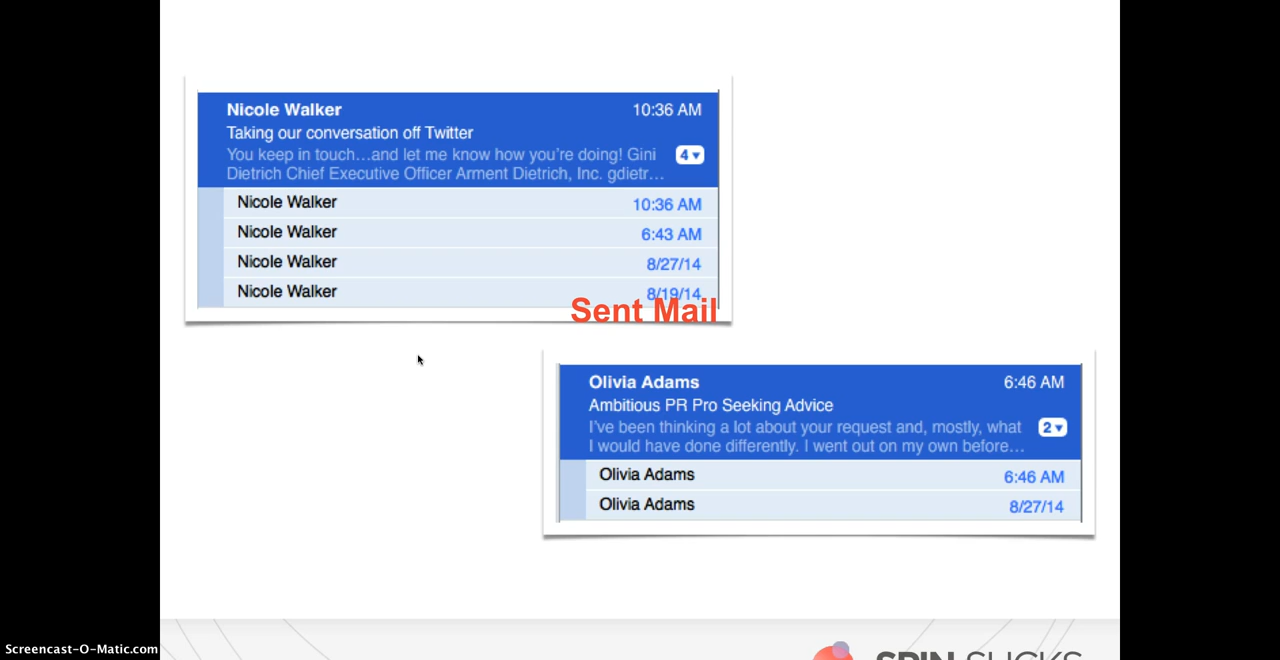 Nicole Walker 10:36 AM
Taking our conversation off Twitter
You keep in touch...and let me know how you're doing! Gini 4
Dietrich Chief Executive Officer Arment Dietrich, Inc. gdietr...
Nicole Walker 10:36 AM
Nicole Walker 6:43 AM
Nicole Walker 8/27/14
Nicole Walker 8/19/14
Sent Mail
Olivia Adams 6:46 AM
Ambitious PR Pro Seeking Advice
I've been thinking a lot about your request and, mostly, what 2
I would have done differently. I went out on my own before...
Olivia Adams 6:46 AM
Olivia Adams 8/27/14
Screencast-O-Matic.com
SPIN SUCKS